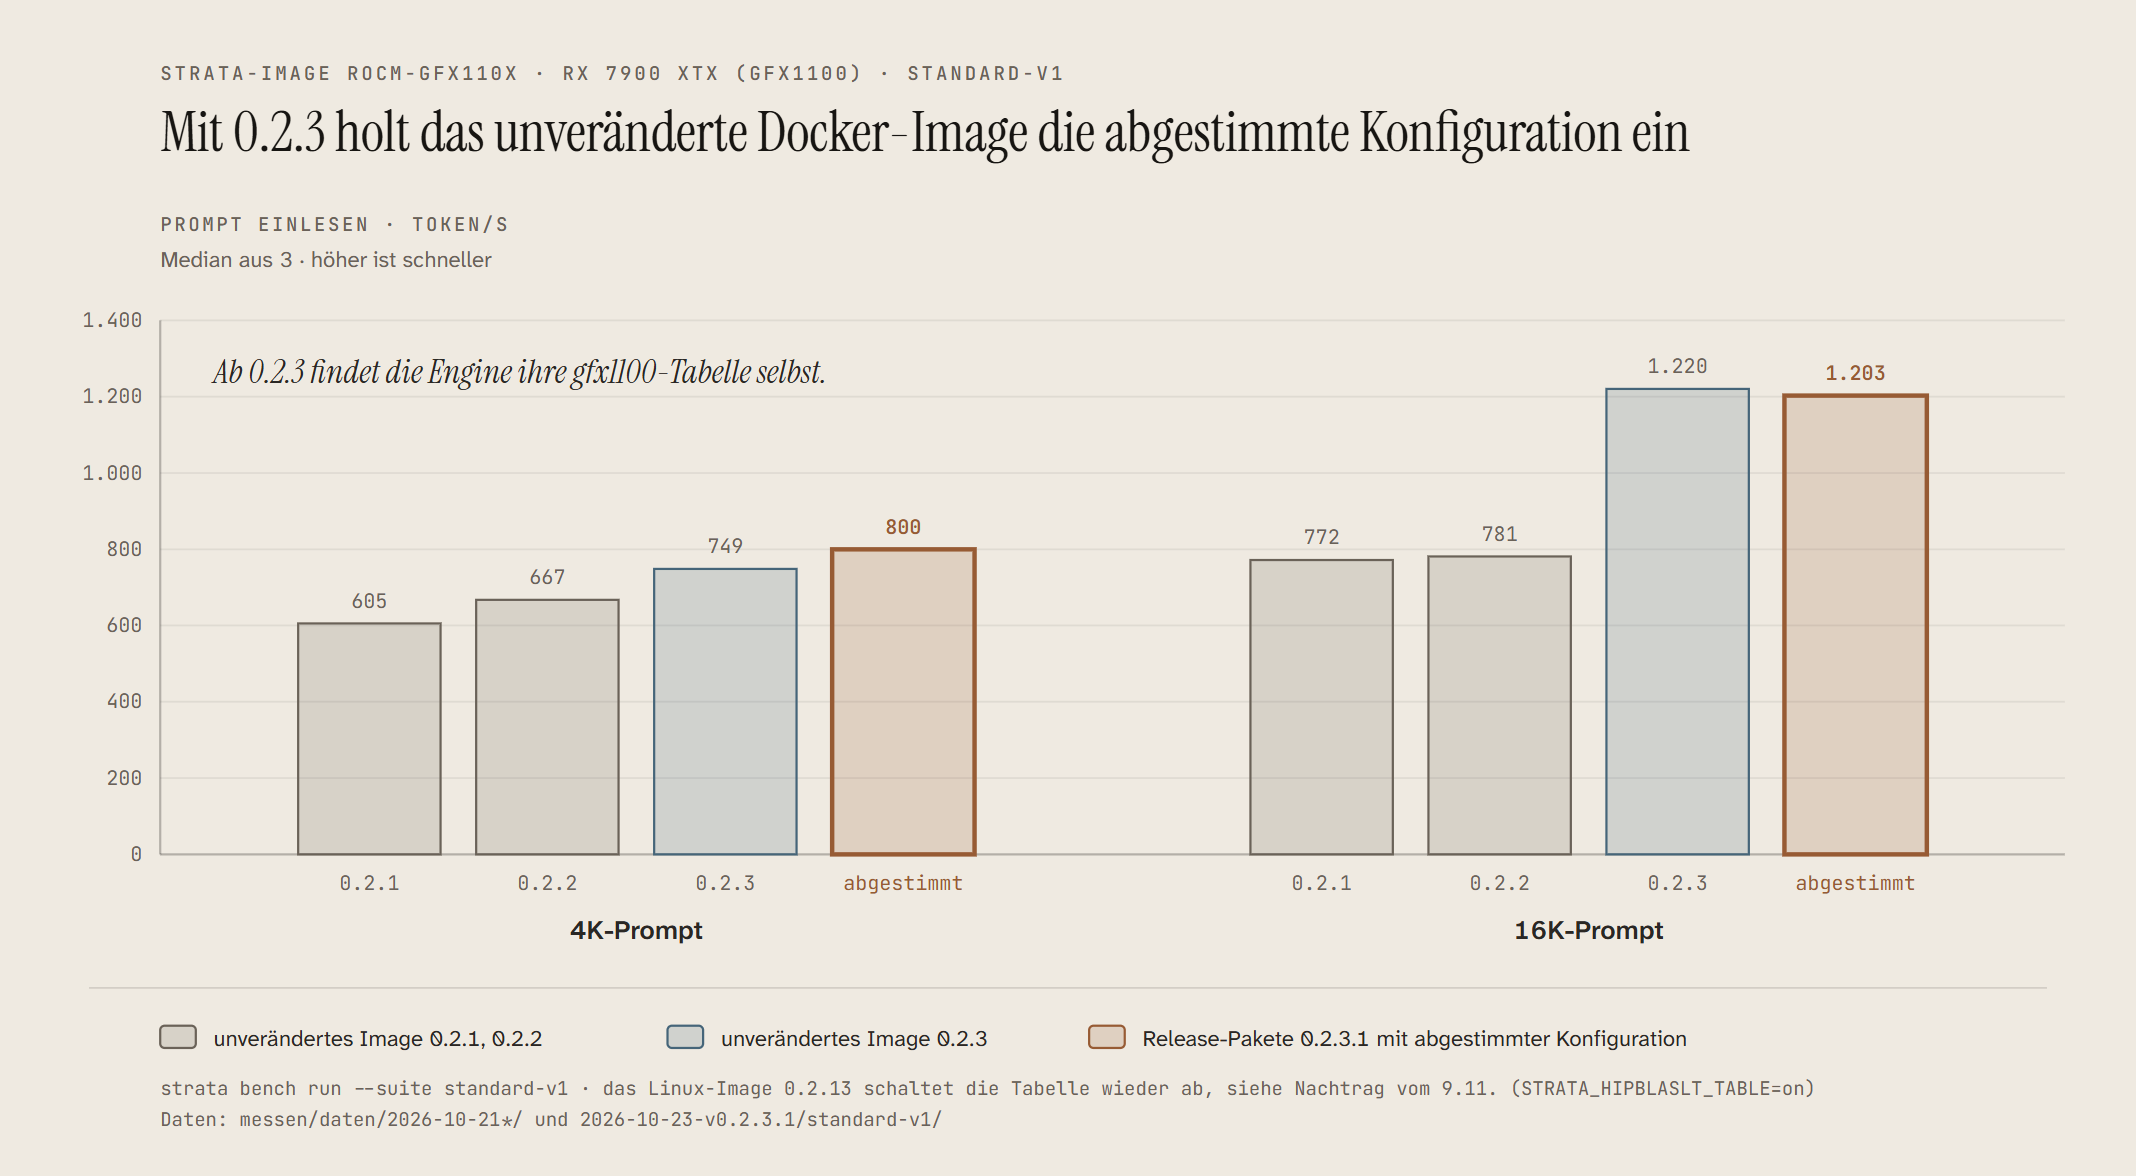 STRATA-IMAGE ROCM-GFX110X · RX 7900 XTX (GFX1100) · STANDARD-V1
Mit 0.2.3 holt das unveränderte Docker-Image die abgestimmte Konfiguration ein
PROMPT EINLESEN · TOKEN/S
Median aus 3 · höher ist schneller
1.400
Ab 0.2.3 findet die Engine ihre gfx1100-Tabelle selbst.
1.200
1.000
800
600
400
200
0
605
667
749
800
772
781
1.220
1.203
0.2.1
0.2.2
0.2.3
abgestimmt
0.2.1
0.2.2
0.2.3
abgestimmt
4K-Prompt
16K-Prompt
unverändertes Image 0.2.1, 0.2.2
unverändertes Image 0.2.3
Release-Pakete 0.2.3.1 mit abgestimmter Konfiguration
strata bench run --suite standard-v1 · das Linux-Image 0.2.13 schaltet die Tabelle wieder ab, siehe Nachtrag vom 9.11. (STRATA_HIPBLASLT_TABLE=on)
Daten: messen/daten/2026-10-21*/ und 2026-10-23-v0.2.3.1/standard-v1/